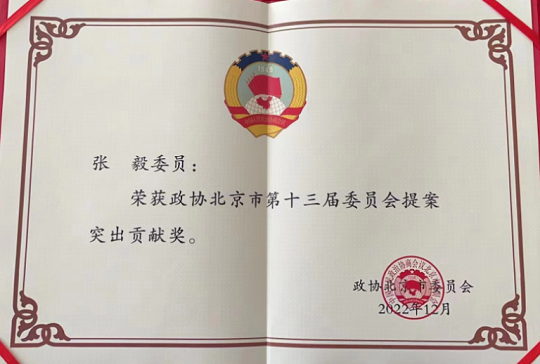 张 毅委员：
荣获政协北京市第十三届委员会提案
突出贡献奖。
政协北京市委员会
2022年12月